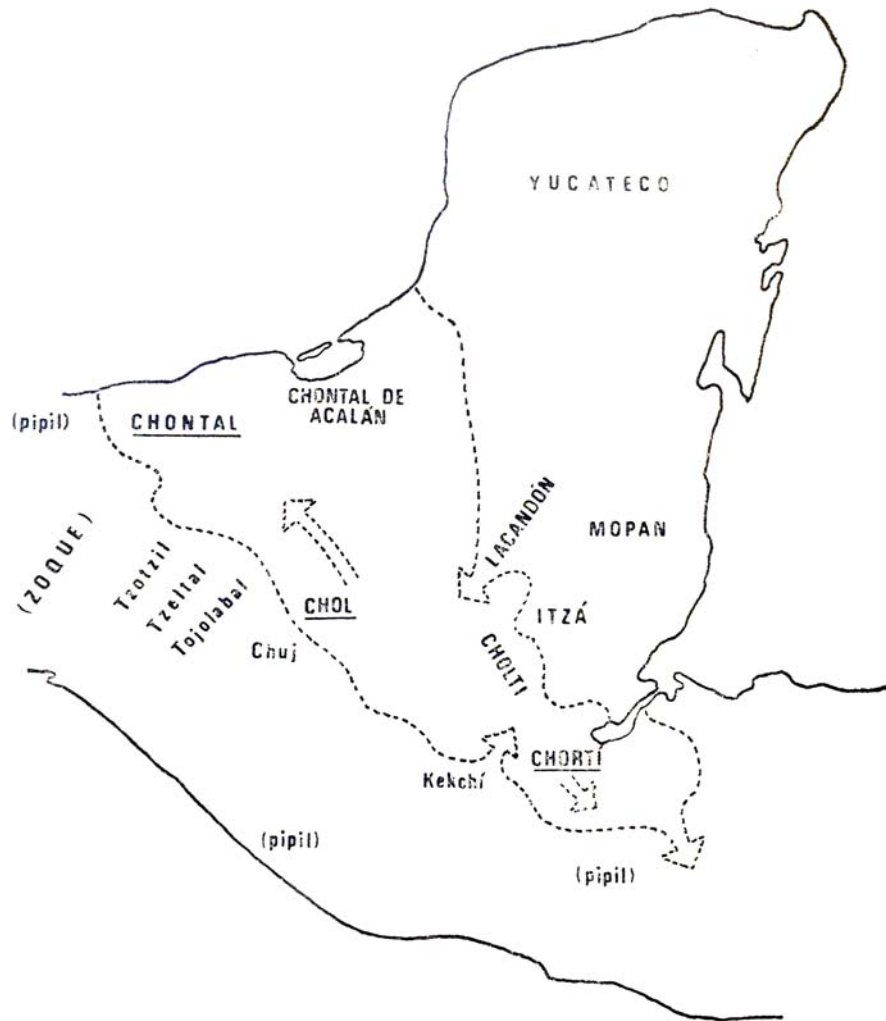 YUCATECO
CHONTAL DE
ACALÁN
(pipil)
CHONTAL
LACANDÓN
MOPAN
(ZOQUE)
Tzotzil
Tzeltal
Tojolabal
CHOL
ITZÁ
Chuj
CHOLTI
CHORTÍ
Kekchí
(pipil)
(pipil)